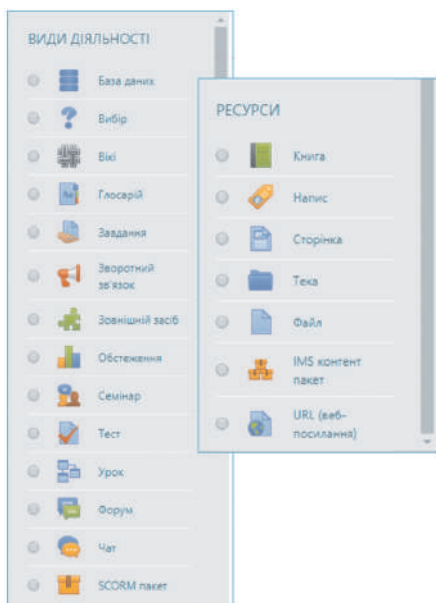 ВИДИ ДІЯЛЬНОСТІ
База даних
Вибір
Вікі
Глосарій
Завдання
Зворотний
зв'язок
Зовнішній засіб
Обстеження
Семінар
Тест
Урок
Форум
Чат
SCORM пакет
РЕСУРСИ
Книга
Напис
Сторінка
Тека
Файл
IMS контент
пакет
URL (веб-
посилання)